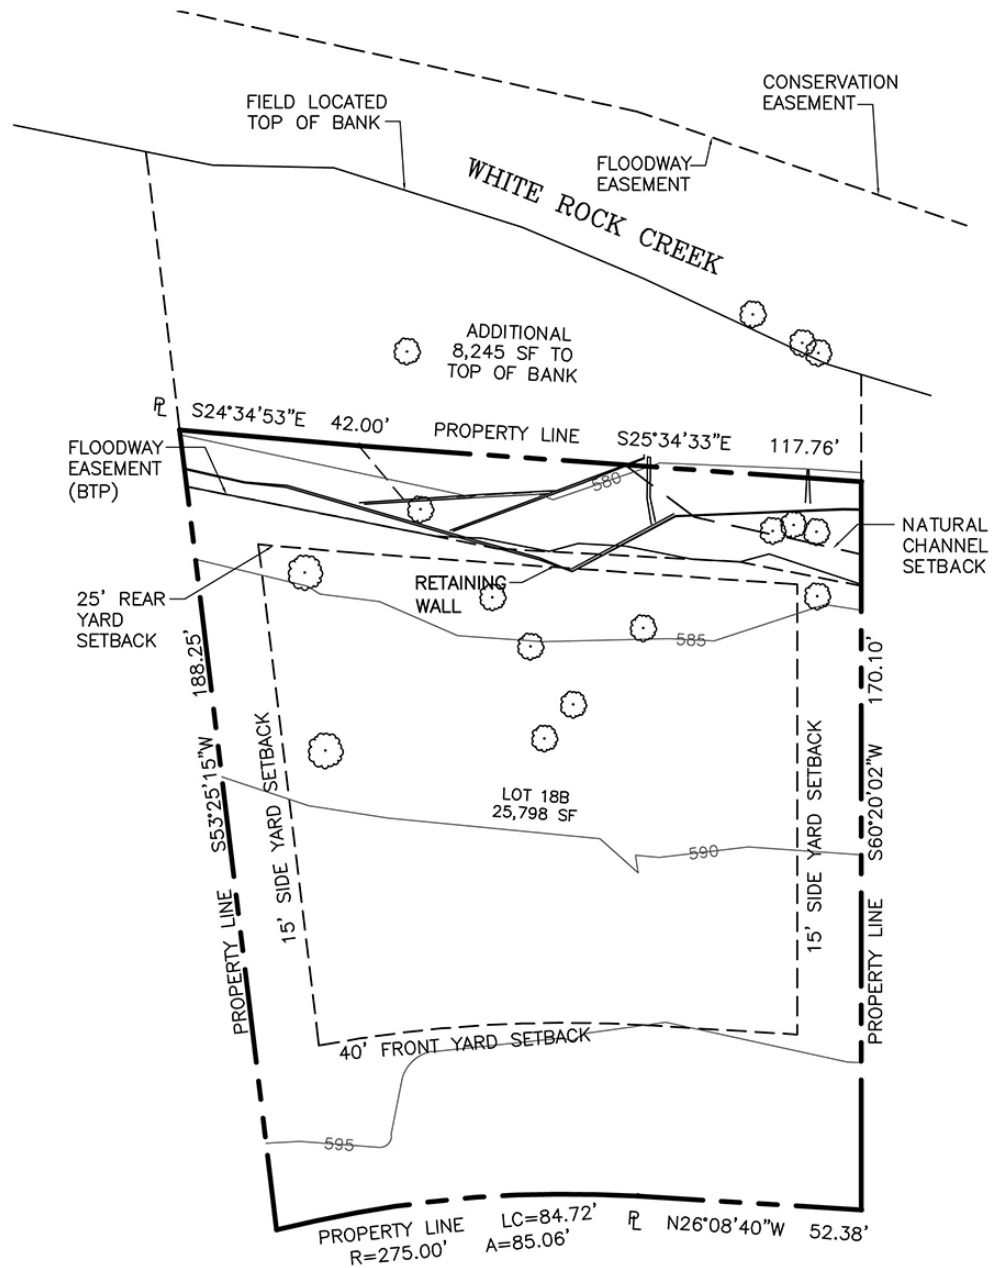 CONSERVATION
EASEMENT
FIELD LOCATED
TOP OF BANK
FLOODWAY
EASEMENT
WHITE ROCK CREEK
ADDITIONAL
8,245 SF TO
TOP OF BANK
PL S24°34'53"E 42.00' PROPERTY LINE S25°34'33"E 117.76'
FLOODWAY
EASEMENT
(BTP)
580
NATURAL
CHANNEL
SETBACK
RETAINING
WALL
25' REAR
YARD
SETBACK
585
188.25'
S53°25'15"W
PROPERTY LINE
15' SIDE YARD SETBACK
LOT 18B
25,798 SF
590
15' SIDE YARD SETBACK
170.10'
S60°20'02"W
PROPERTY LINE
40' FRONT YARD SETBACK
595
PROPERTY LINE LC=84.72' PL N26°08'40"W 52.38'
R=275.00' A=85.06'